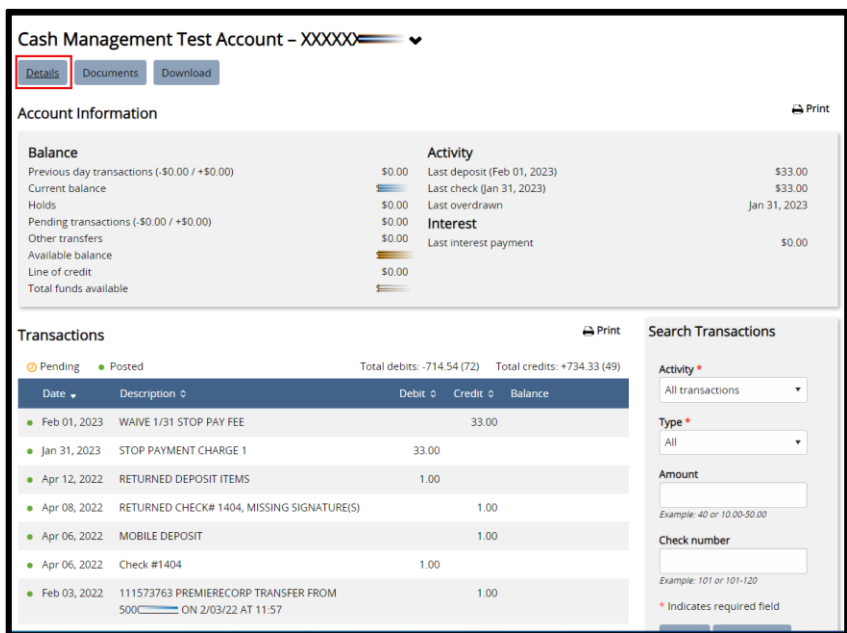 Cash Management Test Account – XXXXXX
Details Documents Download
Account Information
Print
Balance
Previous day transactions (-$0.00 / +$0.00) $0.00
Current balance
Holds $0.00
Pending transactions (-$0.00 / +$0.00) $0.00
Other transfers $0.00
Available balance
Line of credit $0.00
Total funds available
Activity
Last deposit (Feb 01, 2023) $33.00
Last check (Jan 31, 2023) $33.00
Last overdrawn Jan 31, 2023
Interest
Last interest payment $0.00
Transactions
Print
Pending Posted Total debits: -714.54 (72) Total credits: +734.33 (49)
Date Description Debit Credit Balance
Feb 01, 2023 WAIVE 1/31 STOP PAY FEE 33.00
Jan 31, 2023 STOP PAYMENT CHARGE 1 33.00
Apr 12, 2022 RETURNED DEPOSIT ITEMS 1.00
Apr 08, 2022 RETURNED CHECK# 1404, MISSING SIGNATURE(S) 1.00
Apr 06, 2022 MOBILE DEPOSIT 1.00
Apr 06, 2022 Check #1404 1.00
Feb 03, 2022 111573763 PREMIERECORP TRANSFER FROM 1.00
500 ON 2/03/22 AT 11:57
Search Transactions
Activity *
All transactions
Type *
All
Amount
Example: 40 or 10.00-50.00
Check number
Example: 101 or 101-120
* Indicates required field